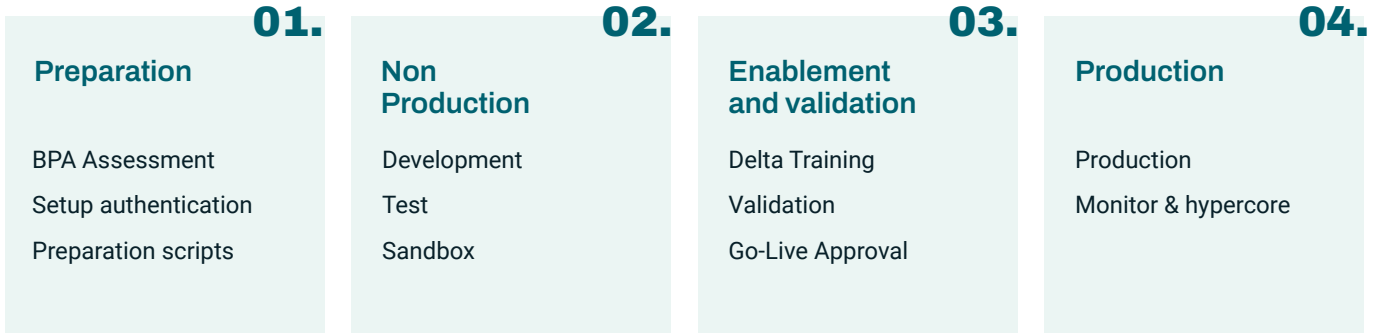 01.
Preparation
BPA Assessment
Setup authentication
Preparation scripts
02.
Non
Production
Development
Test
Sandbox
03.
Enablement
and validation
Delta Training
Validation
Go-Live Approval
04.
Production
Production
Monitor & hypercore